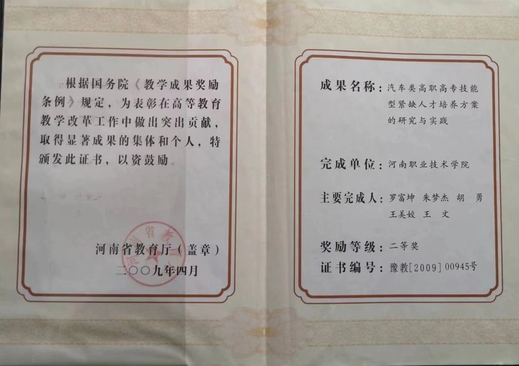 根据国务院《教学成果奖励
条例》规定，为表彰在高等教育
教学改革工作中做出突出贡献，
取得显著成果的集体和个人，特
颁发此证书，以资鼓励。
河南省教育厅（盖章）
二〇〇九年四月
成果名称：汽车类高职高专技能
型紧缺人才培养方案
的研究与实践
完成单位：河南职业技术学院
主要完成人：罗富坤 朱梦杰 胡 勇
王美姣 王 文
奖励等级：二等奖
证书编号：豫教[2009]00945号